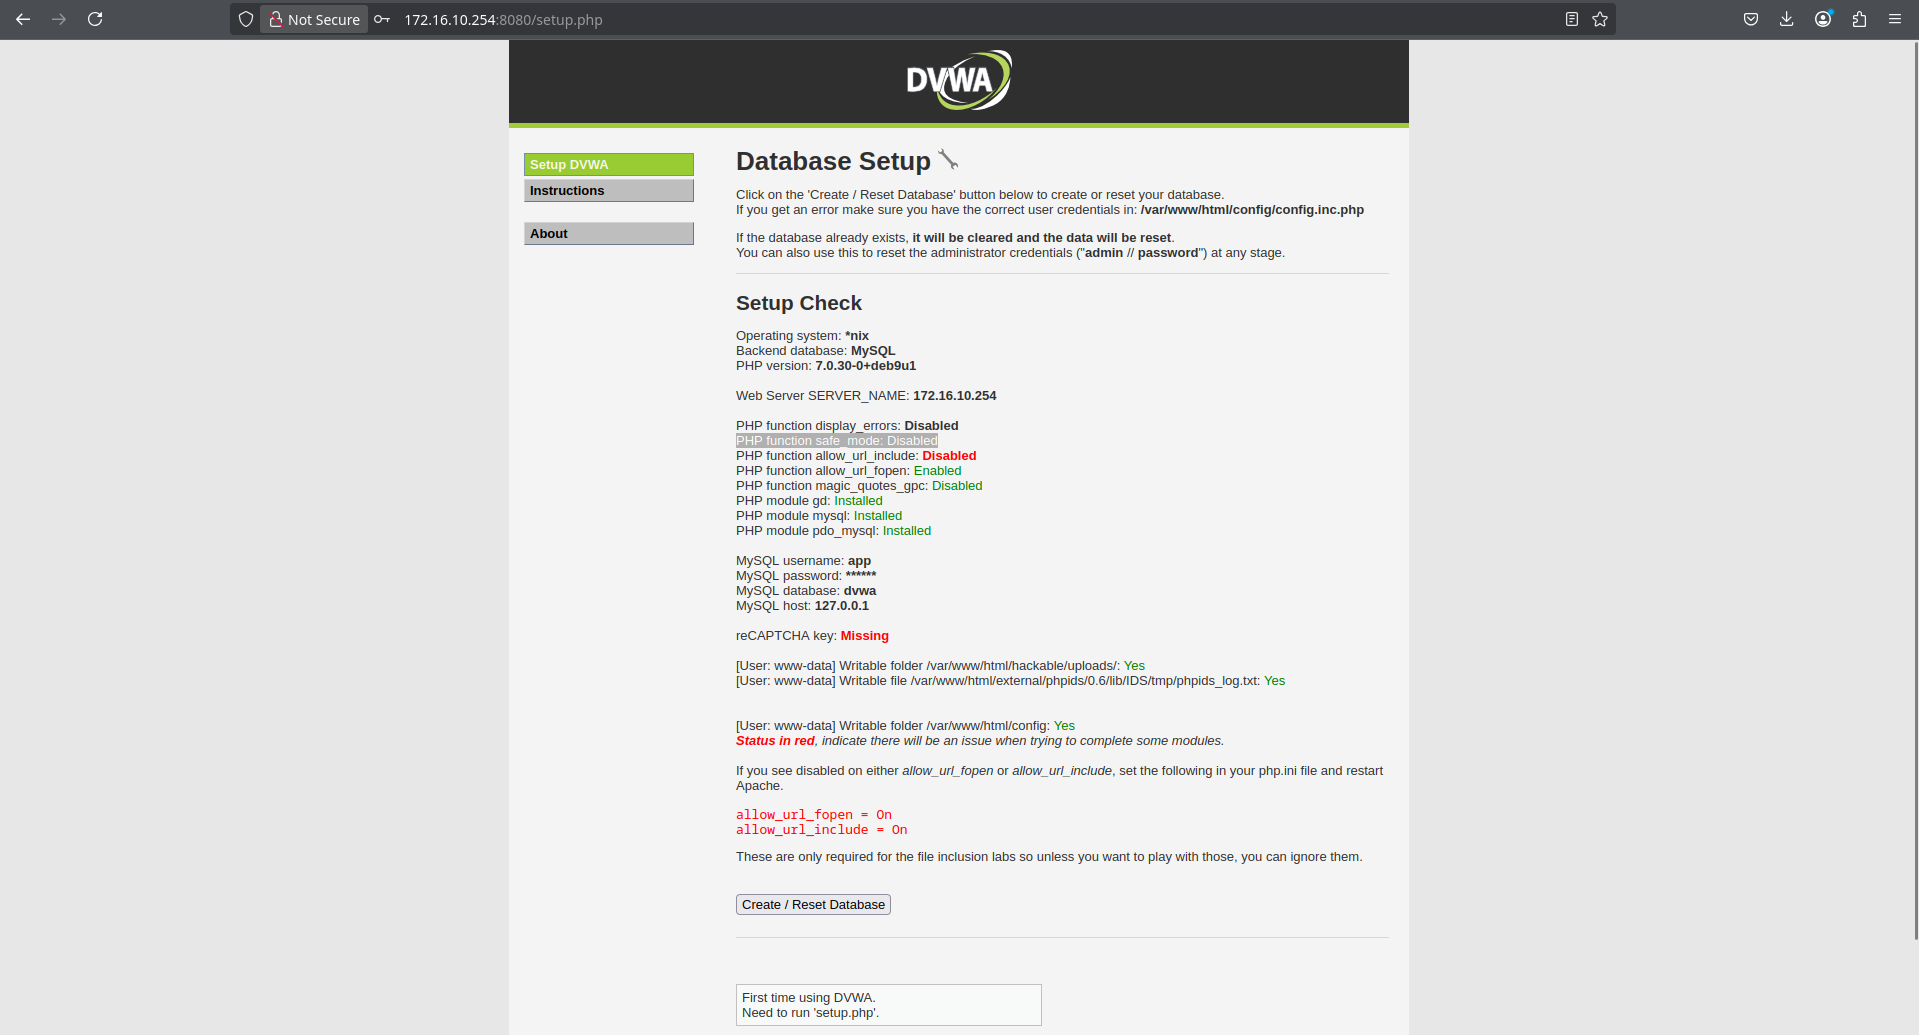 Not Secure
172.16.10.254:8080/setup.php
DVWA
Setup DVWA
Instructions
About
Database Setup
Click on the 'Create / Reset Database' button below to create or reset your database.
If you get an error make sure you have the correct user credentials in: /var/www/html/config/config.inc.php
If the database already exists, it will be cleared and the data will be reset.
You can also use this to reset the administrator credentials ("admin // password") at any stage.
Setup Check
Operating system: *nix
Backend database: MySQL
PHP version: 7.0.30-0+deb9u1
Web Server SERVER_NAME: 172.16.10.254
PHP function display_errors: Disabled
PHP function safe_mode: Disabled
PHP function allow_url_include: Disabled
PHP function allow_url_fopen: Enabled
PHP function magic_quotes_gpc: Disabled
PHP module gd: Installed
PHP module mysql: Installed
PHP module pdo_mysql: Installed
MySQL username: app
MySQL password: ******
MySQL database: dvwa
MySQL host: 127.0.0.1
reCAPTCHA key: Missing
[User: www-data] Writable folder /var/www/html/hackable/uploads/: Yes
[User: www-data] Writable file /var/www/html/external/phpids/0.6/lib/IDS/tmp/phpids_log.txt: Yes
[User: www-data] Writable folder /var/www/html/config: Yes
Status in red, indicate there will be an issue when trying to complete some modules.
If you see disabled on either allow_url_fopen or allow_url_include, set the following in your php.ini file and restart
Apache.
allow_url_fopen = On
allow_url_include = On
These are only required for the file inclusion labs so unless you want to play with those, you can ignore them.
Create / Reset Database
First time using DVWA.
Need to run 'setup.php'.